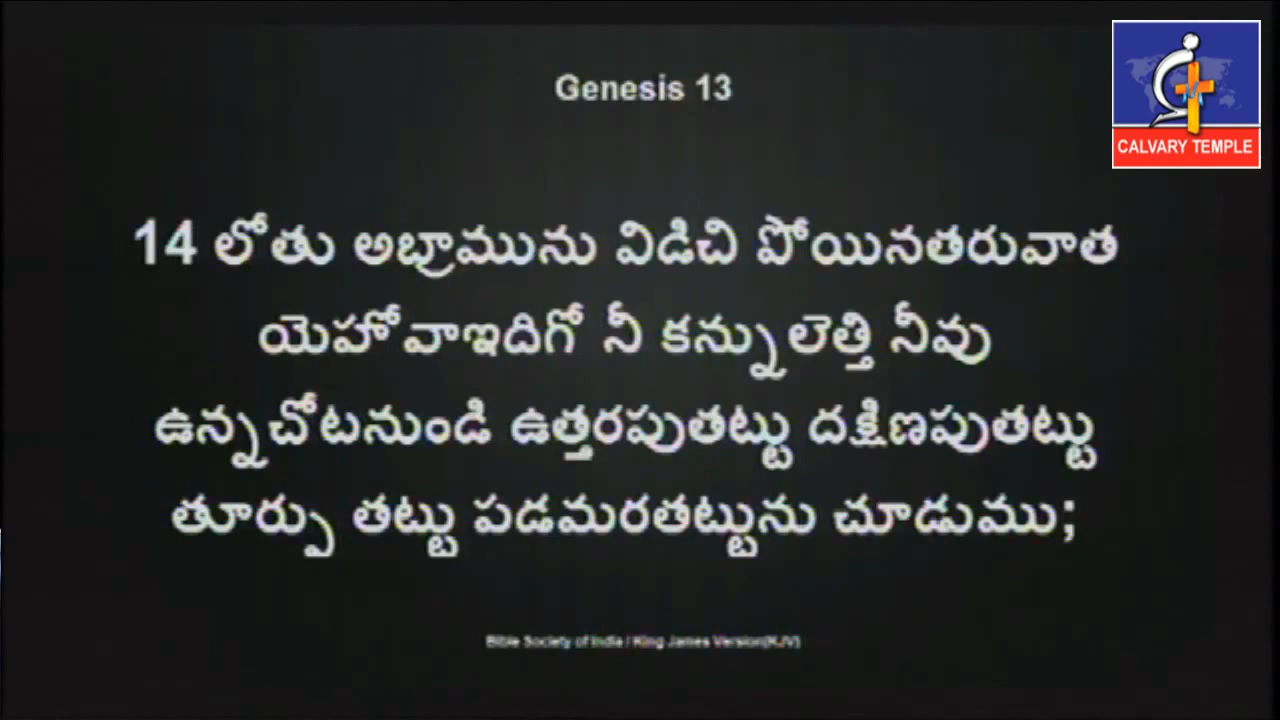 Genesis 13
CALVARY TEMPLE
14 లోతు అబ్రామును విడిచి పోయినతరువాత
యెహోవాఇదిగో నీ కన్నులెత్తి నీవు
ఉన్నచోటనుండి ఉత్తరపుతట్టు దక్షిణపుతట్టు
తూర్పు తట్టు పడమరతట్టును చూడుము;
Bible Society of India / King James Version(KJV)